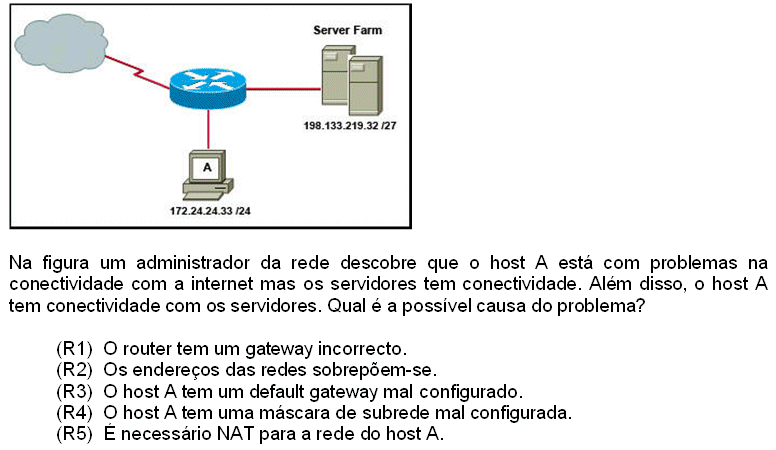 Server Farm
198.133.219.32 /27
A
172.24.24.33 /24
Na figura um administrador da rede descobre que o host A está com problemas na
conectividade com a internet mas os servidores tem conectividade. Além disso, o host A
tem conectividade com os servidores. Qual é a possível causa do problema?
(R1) O router tem um gateway incorrecto.
(R2) Os endereços das redes sobrepõem-se.
(R3) O host A tem um default gateway mal configurado.
(R4) O host A tem uma máscara de subrede mal configurada.
(R5) É necessário NAT para a rede do host A.